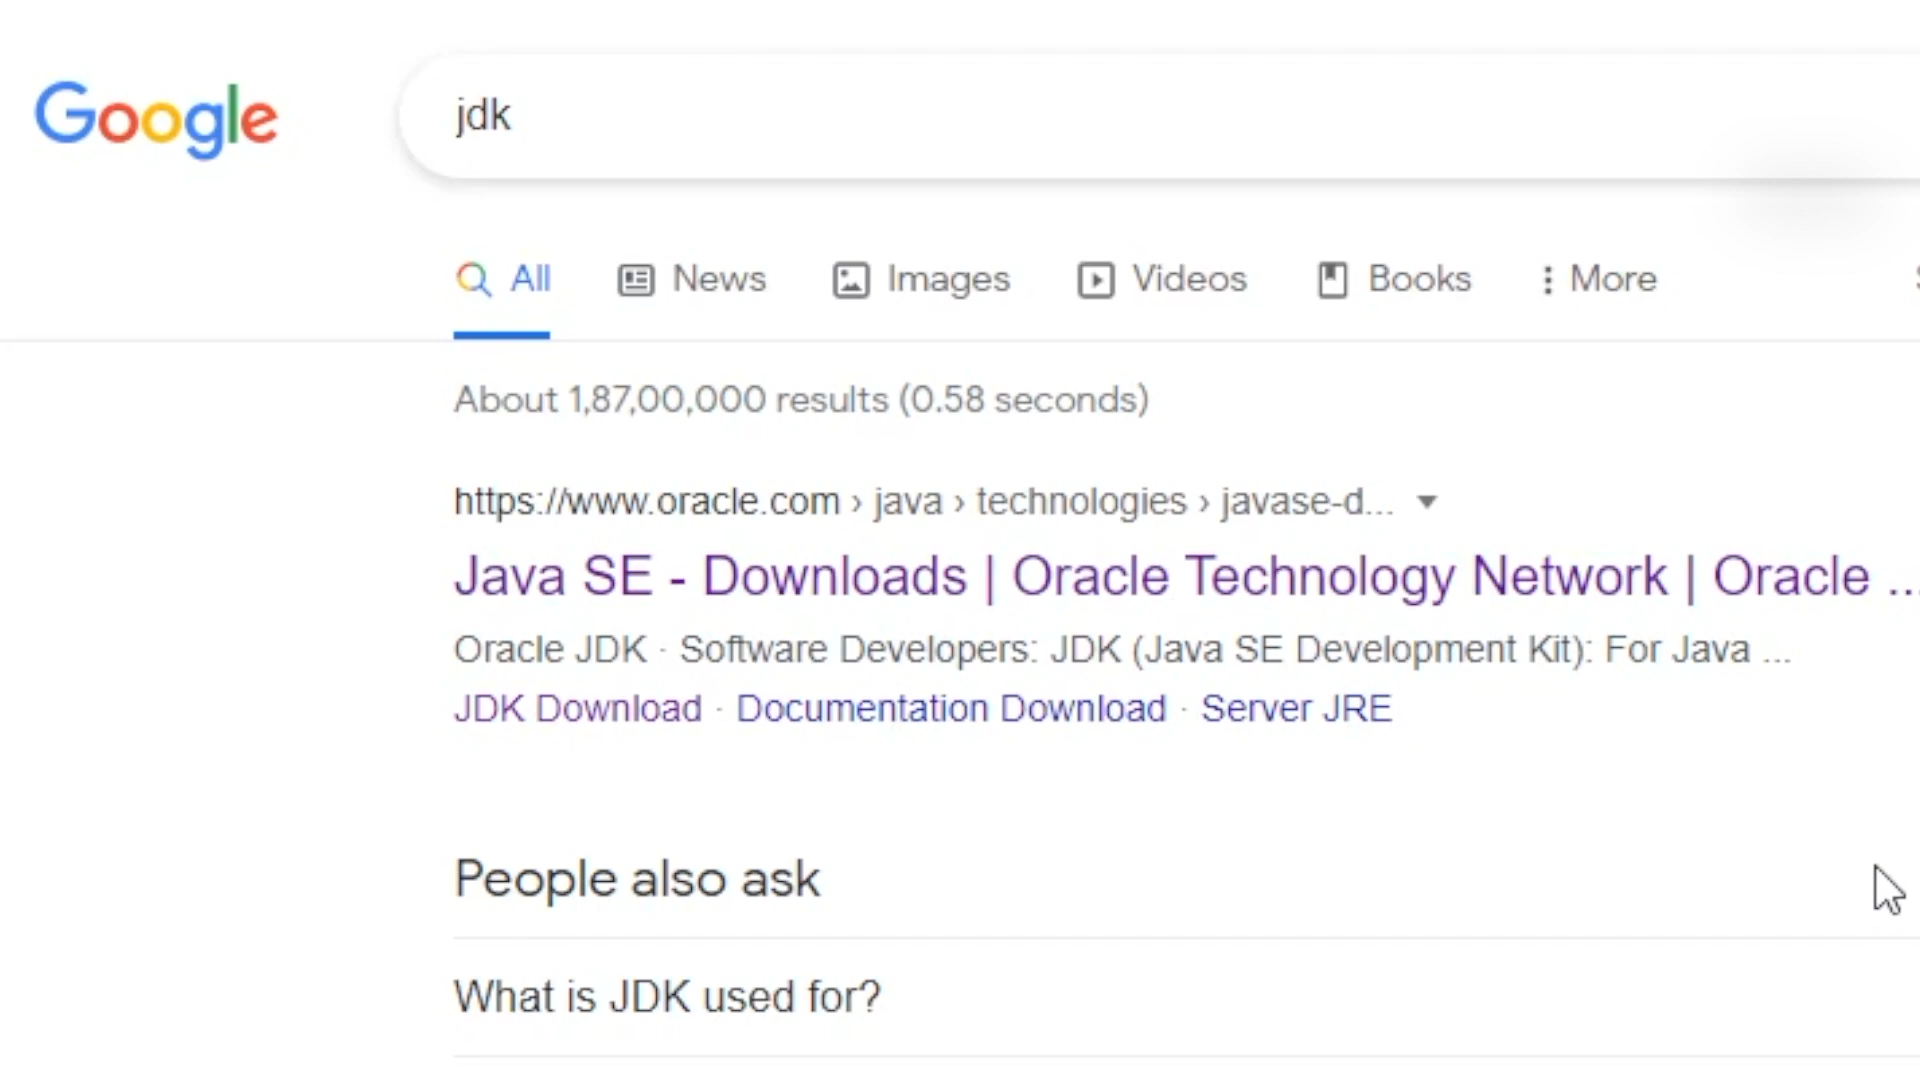 Google
jdk
All News Images Videos Books More
About 1,87,00,000 results (0.58 seconds)
https://www.oracle.com › java › technologies › javase-d...
Java SE - Downloads | Oracle Technology Network | Oracle ...
Oracle JDK · Software Developers: JDK (Java SE Development Kit): For Java ...
JDK Download · Documentation Download · Server JRE
People also ask
What is JDK used for?